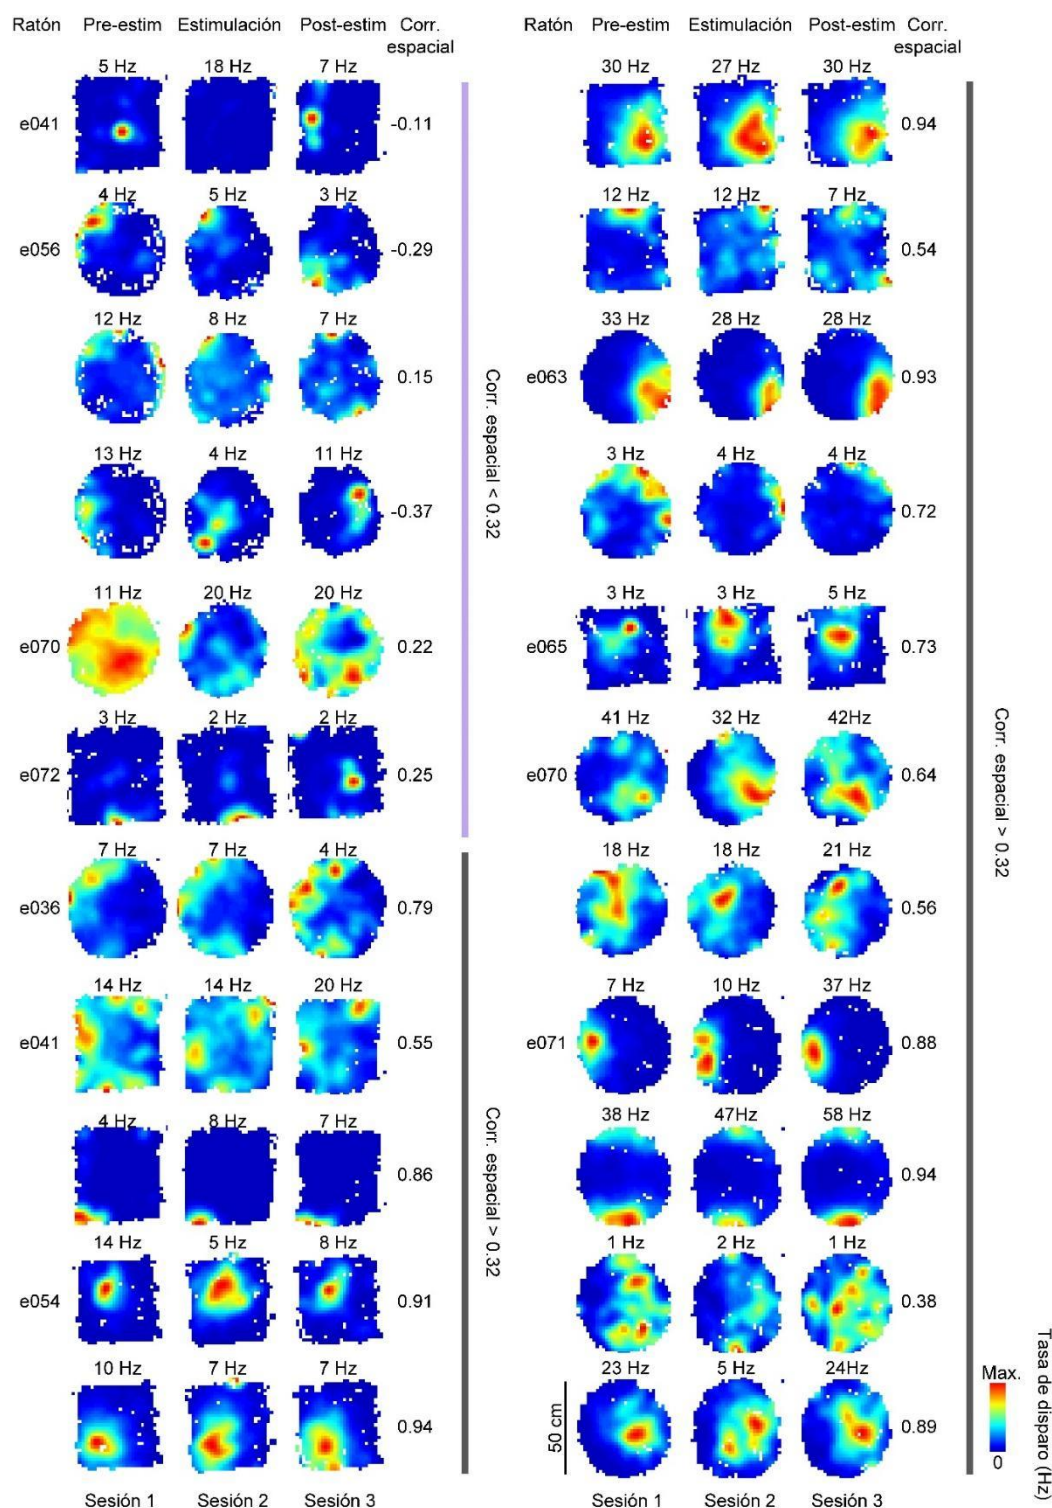 Ratón Pre-estim Estimulación Post-estim Corr. espacial
5 Hz 18 Hz 7 Hz
e041 -0.11
4 Hz 5 Hz 3 Hz
e056 -0.29
12 Hz 8 Hz 7 Hz
0.15
13 Hz 4 Hz 11 Hz
-0.37
11 Hz 20 Hz 20 Hz
e070 0.22
3 Hz 2 Hz 2 Hz
e072 0.25
Corr. espacial < 0.32
7 Hz 7 Hz 4 Hz
e036 0.79
14 Hz 14 Hz 20 Hz
e041 0.55
4 Hz 8 Hz 7 Hz
0.86
14 Hz 5 Hz 8 Hz
e054 0.91
10 Hz 7 Hz 7 Hz
0.94
Corr. espacial > 0.32
Sesión 1 Sesión 2 Sesión 3
Ratón Pre-estim Estimulación Post-estim Corr. espacial
30 Hz 27 Hz 30 Hz
0.94
12 Hz 12 Hz 7 Hz
0.54
33 Hz 28 Hz 28 Hz
e063 0.93
3 Hz 4 Hz 4 Hz
0.72
3 Hz 3 Hz 5 Hz
e065 0.73
41 Hz 32 Hz 42Hz
e070 0.64
18 Hz 18 Hz 21 Hz
0.56
7 Hz 10 Hz 37 Hz
e071 0.88
38 Hz 47Hz 58 Hz
0.94
1 Hz 2 Hz 1 Hz
0.38
23 Hz 5 Hz 24Hz
0.89
50 cm
Corr. espacial > 0.32
Sesión 1 Sesión 2 Sesión 3
Max.
0
Tasa de disparo (Hz)